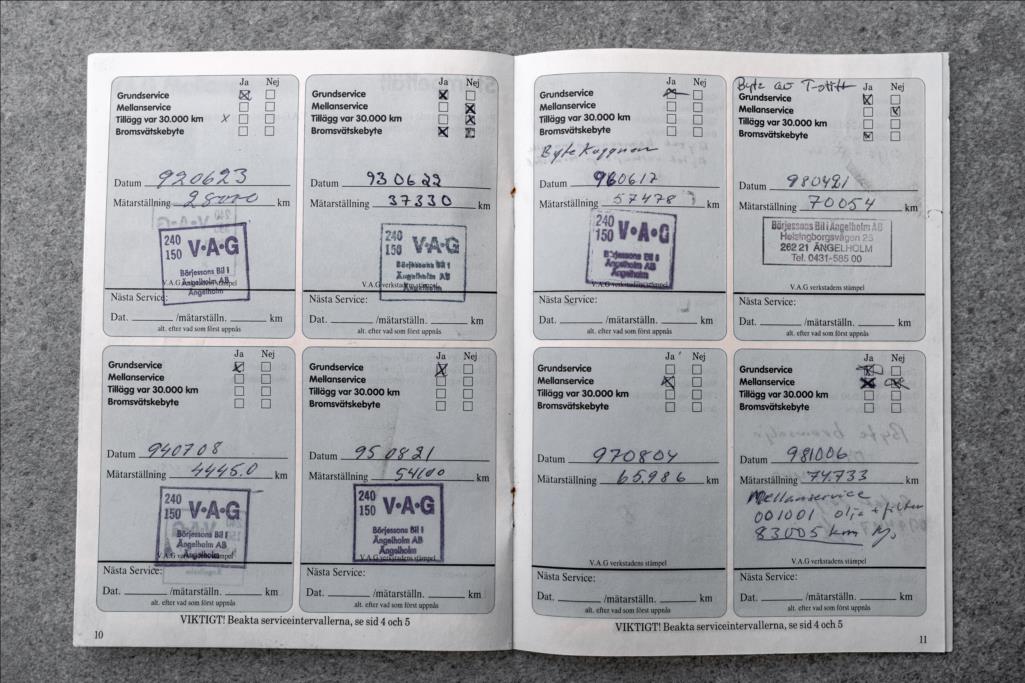 Ja Nej
Grundservice
Mellanservice
Tillägg var 30.000 km
Bromsvätskebyte
Datum 920623
Mätarställning 28000 km
240
150 V•A•G
Börjessons Bil I
Ängelholm AB
V.A.G verkstadens stämpel
Ängelholm
Nästa Service:
Dat. /mätarställn. km
alt. efter vad som först uppnås
Ja Nej
Grundservice
Mellanservice
Tillägg var 30.000 km
Bromsvätskebyte
Datum 930622
Mätarställning 37330 km
240
150 V•A•G
Börjessons Bil I
Ängelholm AB
V.A.G verkstadens stämpel
Ängelholm
Nästa Service:
Dat. /mätarställn. km
alt. efter vad som först uppnås
Ja Nej
Grundservice
Mellanservice
Tillägg var 30.000 km
Bromsvätskebyte
Datum 940708
Mätarställning 44450 km
240
150 V•A•G
Börjessons Bil I
Ängelholm AB
Ängelholm
V.A.G verkstadens stämpel
Nästa Service:
Dat. /mätarställn. km
alt. efter vad som först uppnås
Ja Nej
Grundservice
Mellanservice
Tillägg var 30.000 km
Bromsvätskebyte
Datum 950821
Mätarställning 54100 km
240
150 V•A•G
Börjessons Bil I
Ängelholm AB
Ängelholm
V.A.G verkstadens stämpel
Nästa Service:
Dat. /mätarställn. km
alt. efter vad som först uppnås
VIKTIGT! Beakta serviceintervallerna, se sid 4 och 5
10
Ja Nej
Grundservice
Mellanservice
Tillägg var 30.000 km
Bromsvätskebyte
Byte
Datum 960617
Mätarställning 57478 km
240
150 V•A•G
Börjessons Bil I
Ängelholm AB
Ängelholm
V.A.G verkstadens stämpel
Nästa Service:
Dat. /mätarställn. km
alt. efter vad som först uppnås
Byte av
Ja Nej
Grundservice
Mellanservice
Tillägg var 30.000 km
Bromsvätskebyte
Datum 980421
Mätarställning 70054 km
Börjessons Bil i Ängelholm AB
Helsingborgsvägen 25
262 21 ÄNGELHOLM
Tel. 0431-585 00
V.A.G verkstadens stämpel
Nästa Service:
Dat. /mätarställn. km
alt. efter vad som först uppnås
Ja Nej
Grundservice
Mellanservice
Tillägg var 30.000 km
Bromsvätskebyte
Datum 970804
Mätarställning 65.986 km
V.A.G verkstadens stämpel
Nästa Service:
Dat. /mätarställn. km
alt. efter vad som först uppnås
Ja Nej
Grundservice
Mellanservice
Tillägg var 30.000 km
Bromsvätskebyte
Datum 981006
Mätarställning 74.733 km
Mellanservice
001001 olja + filter
83005 km
V.A.G verkstadens stämpel
Nästa Service:
Dat. /mätarställn. km
alt. efter vad som först uppnås
VIKTIGT! Beakta serviceintervallerna, se sid 4 och 5
11